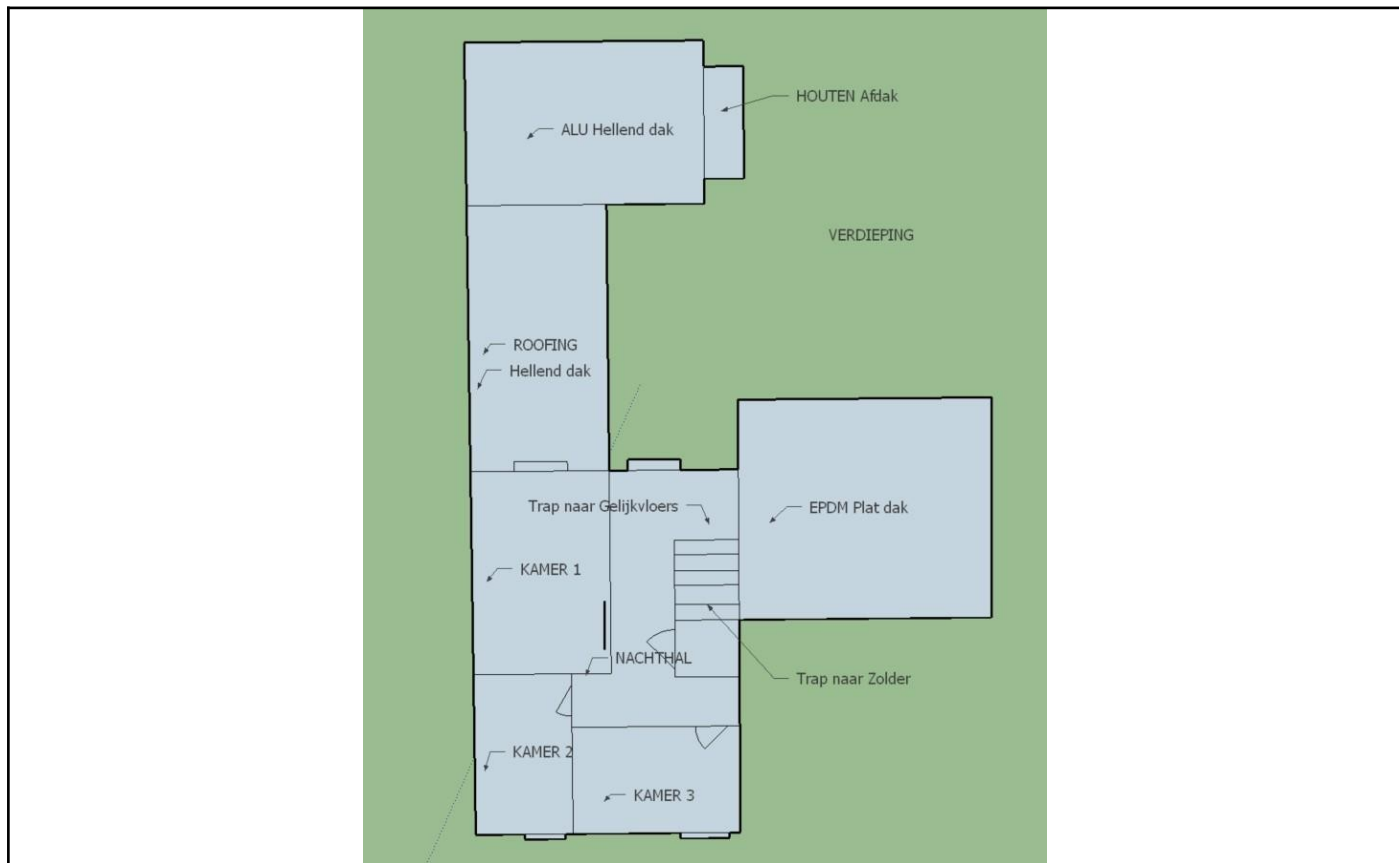 HOUTEN Afdak
ALU Hellend dak
VERDIEPING
ROOFING
Hellend dak
Trap naar Gelijkvloers
EPDM Plat dak
KAMER 1
NACHTHAL
Trap naar Zolder
KAMER 2
KAMER 3